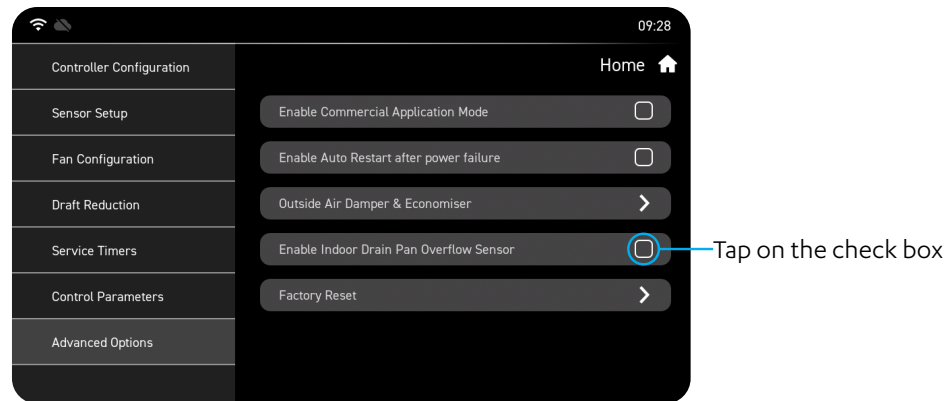 09:28
Home
Controller Configuration
Sensor Setup
Fan Configuration
Draft Reduction
Service Timers
Control Parameters
Advanced Options
Enable Commercial Application Mode
Enable Auto Restart after power failure
Outside Air Damper & Economiser
Enable Indoor Drain Pan Overflow Sensor
Factory Reset
Tap on the check box